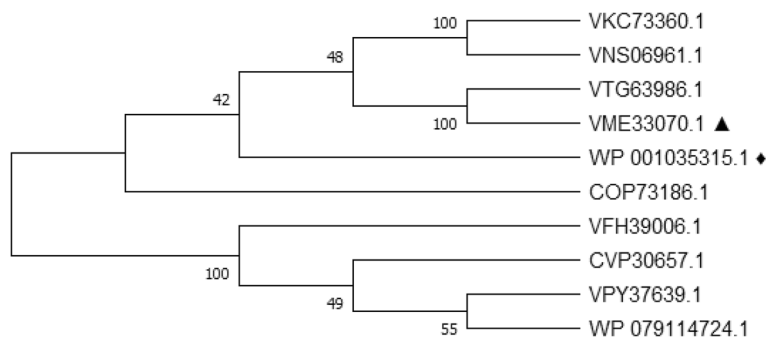 VKC73360.1
100
VNS06961.1
48
VTG63986.1
42
VME33070.1 ▲
100
WP 001035315.1 ♦
COP73186.1
VFH39006.1
CVP30657.1
100
VPY37639.1
49
WP 079114724.1
55